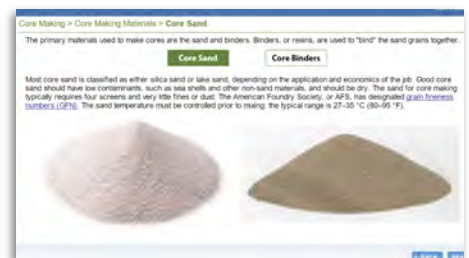 Core Making > Core Making Materials > Core Sand
The primary materials used to make cores are the sand and binders. Binders, or resins, are used to "bind" the sand grains together.
Core Sand
Core Binders
Most core sand is classified as either silica sand or lake sand, depending on the application and economics of the job. Good core
sand should have low contaminants, such as sea shells and other non-sand materials, and should be dry. The sand for core making
typically requires four screens and very little fines or dust. The American Foundry Society, or AFS, has designated grain fineness
numbers (GFN). The sand temperature must be controlled prior to mixing; the typical range is 27–35 °C (80–95 °F).
BACK